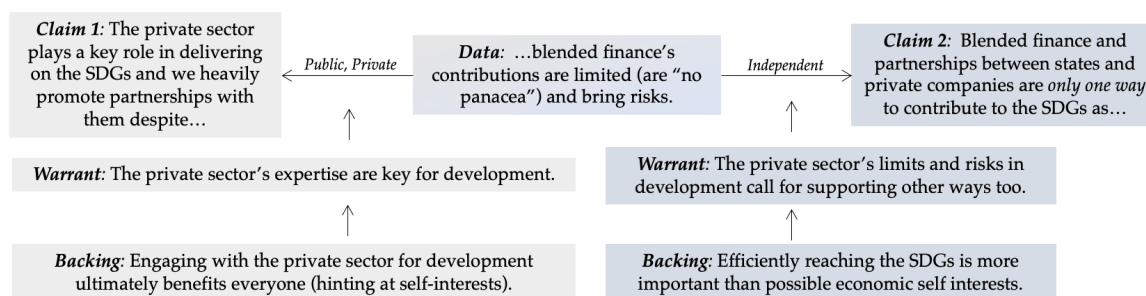 Claim 1: The private sector
plays a key role in delivering
on the SDGs and we heavily
promote partnerships with
them despite…
Public, Private
Data: …blended finance’s
contributions are limited (are “no
panacea”) and bring risks.
Independent
Claim 2: Blended finance and
partnerships between states and
private companies are only one way
to contribute to the SDGs as…
Warrant: The private sector’s expertise are key for development.
Warrant: The private sector’s limits and risks in
development call for supporting other ways too.
Backing: Engaging with the private sector for development
ultimately benefits everyone (hinting at self-interests).
Backing: Efficiently reaching the SDGs is more
important than possible economic self interests.